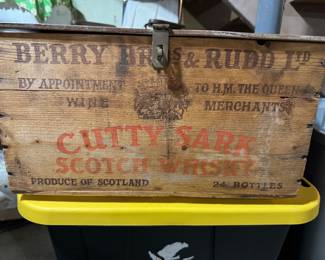 BERRY BROS & RUDD LTD
BY APPOINTMENT TO H.M. THE QUEEN
WINE MERCHANTS
CUTTY SARK
SCOTCH WHISKY
PRODUCE OF SCOTLAND 24 BOTTLES